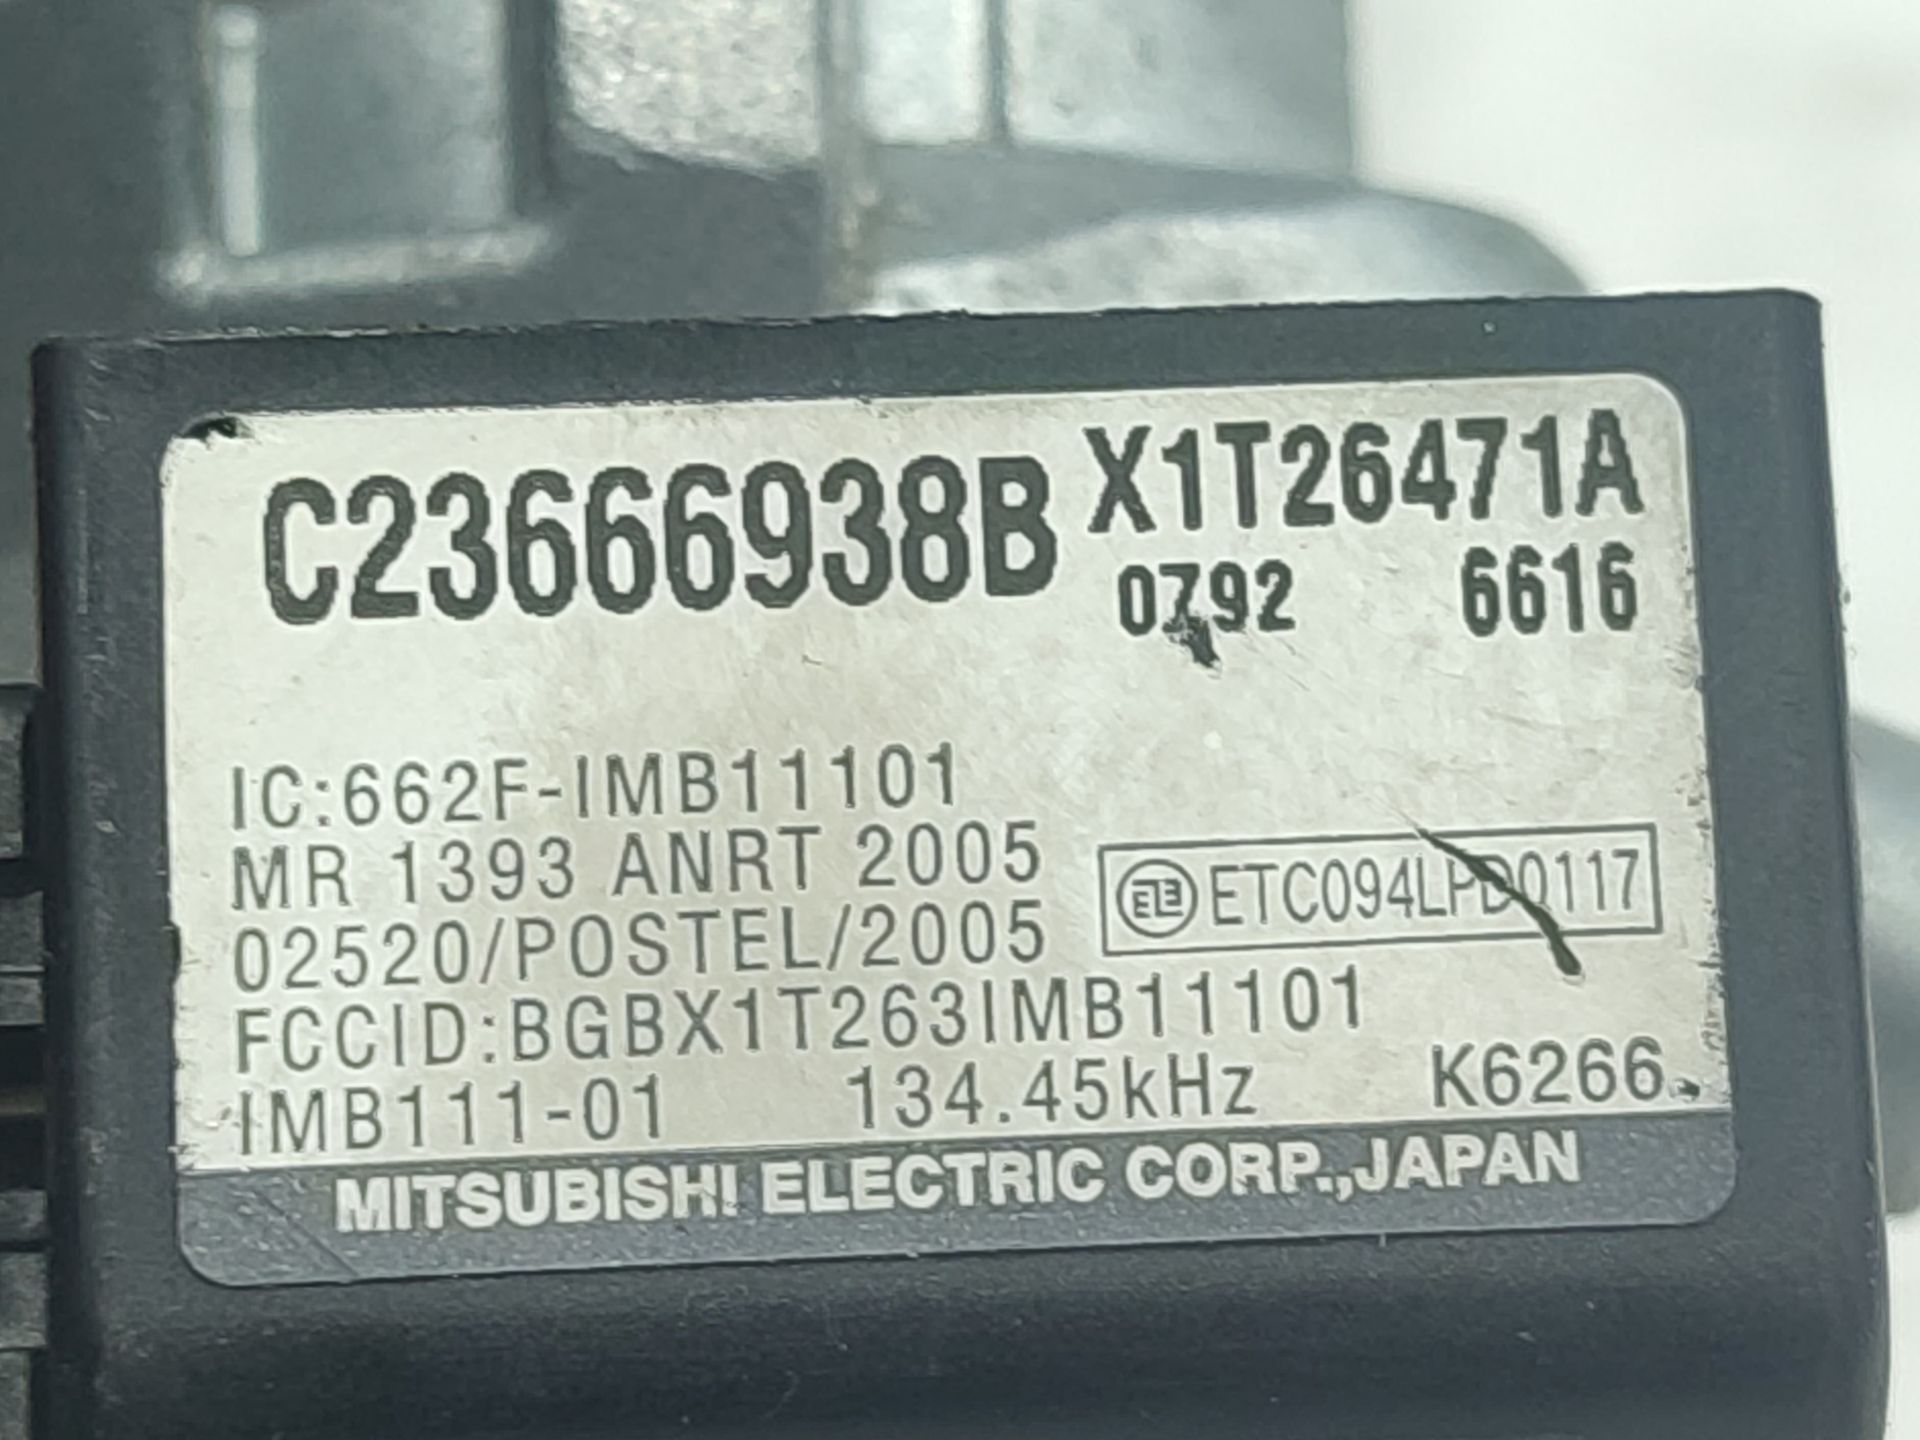 C23666938B X1T26471A
0792 6616
IC:662F-IMB11101
MR 1393 ANRT 2005
02520/POSTEL/2005
ETC094LPD0117
FCCID:BGBX1T263IMB11101
IMB111-01 134.45kHz K6266
MITSUBISHI ELECTRIC CORP.,JAPAN